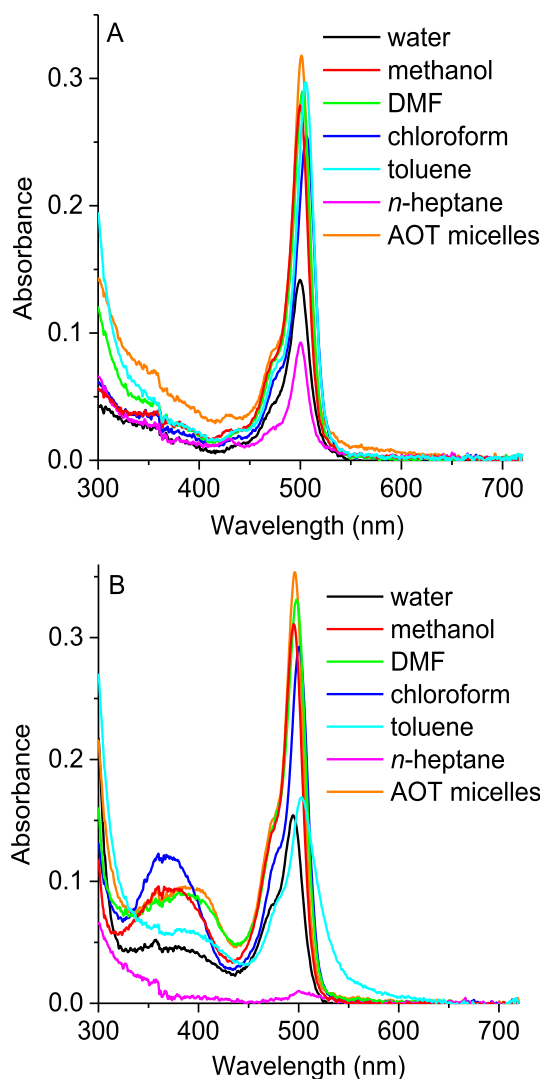 A
water
methanol
DMF
chloroform
toluene
n-heptane
AOT micelles
Absorbance
0.3
0.2
0.1
0.0
300 400 500 600 700
Wavelength (nm)
B
water
methanol
DMF
chloroform
toluene
n-heptane
AOT micelles
Absorbance
0.3
0.2
0.1
0.0
300 400 500 600 700
Wavelength (nm)